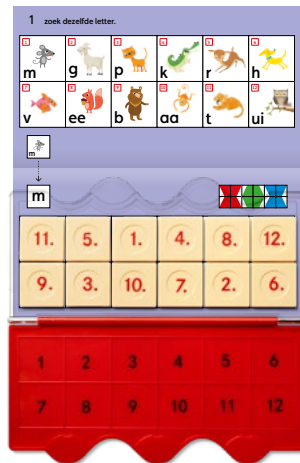 1 zoek dezelfde letter.
1 2 3 4 5 6
m g p k r h
7 8 9 10 11 12
v ee b aa t ui
m
m
11. 5. 1. 4. 8. 12.
9. 3. 10. 7. 2. 6.
1 2 3 4 5 6
7 8 9 10 11 12